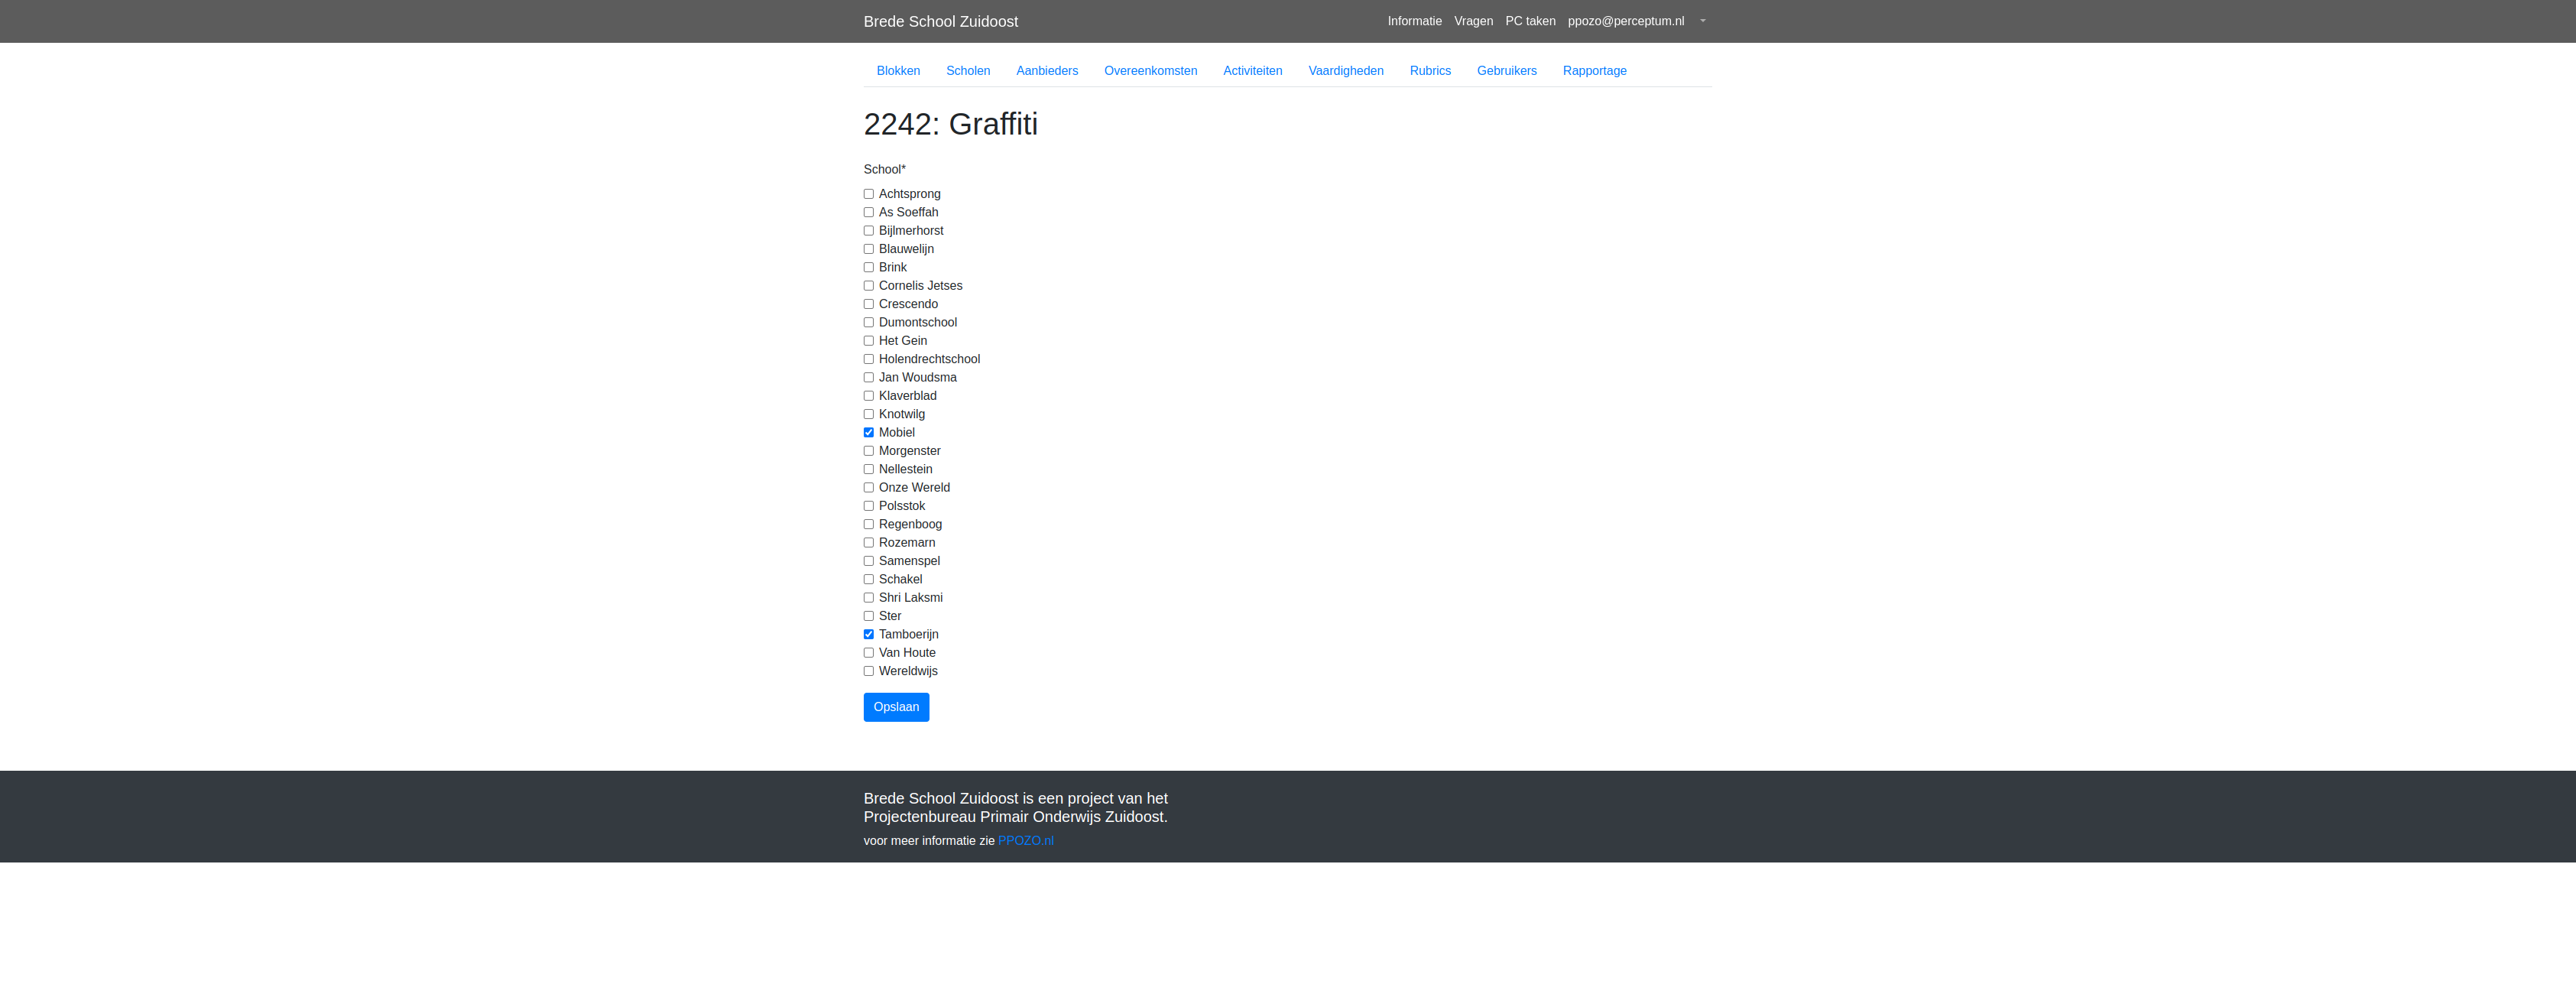 Brede School Zuidoost
Informatie Vragen PC taken ppozo@perceptum.nl
Blokken Scholen Aanbieders Overeenkomsten Activiteiten Vaardigheden Rubrics Gebruikers Rapportage
2242: Graffiti
School*
Achtsprong
As Soeffah
Bijlmerhorst
Blauwelijn
Brink
Cornelis Jetses
Crescendo
Dumontschool
Het Gein
Holendrechtschool
Jan Woudsma
Klaverblad
Knotwilg
Mobiel
Morgenster
Nellestein
Onze Wereld
Polsstok
Regenboog
Rozemarn
Samenspel
Schakel
Shri Laksmi
Ster
Tamboerijn
Van Houte
Wereldwijs
Opslaan
Brede School Zuidoost is een project van het
Projectenbureau Primair Onderwijs Zuidoost.
voor meer informatie zie PPOZO.nl